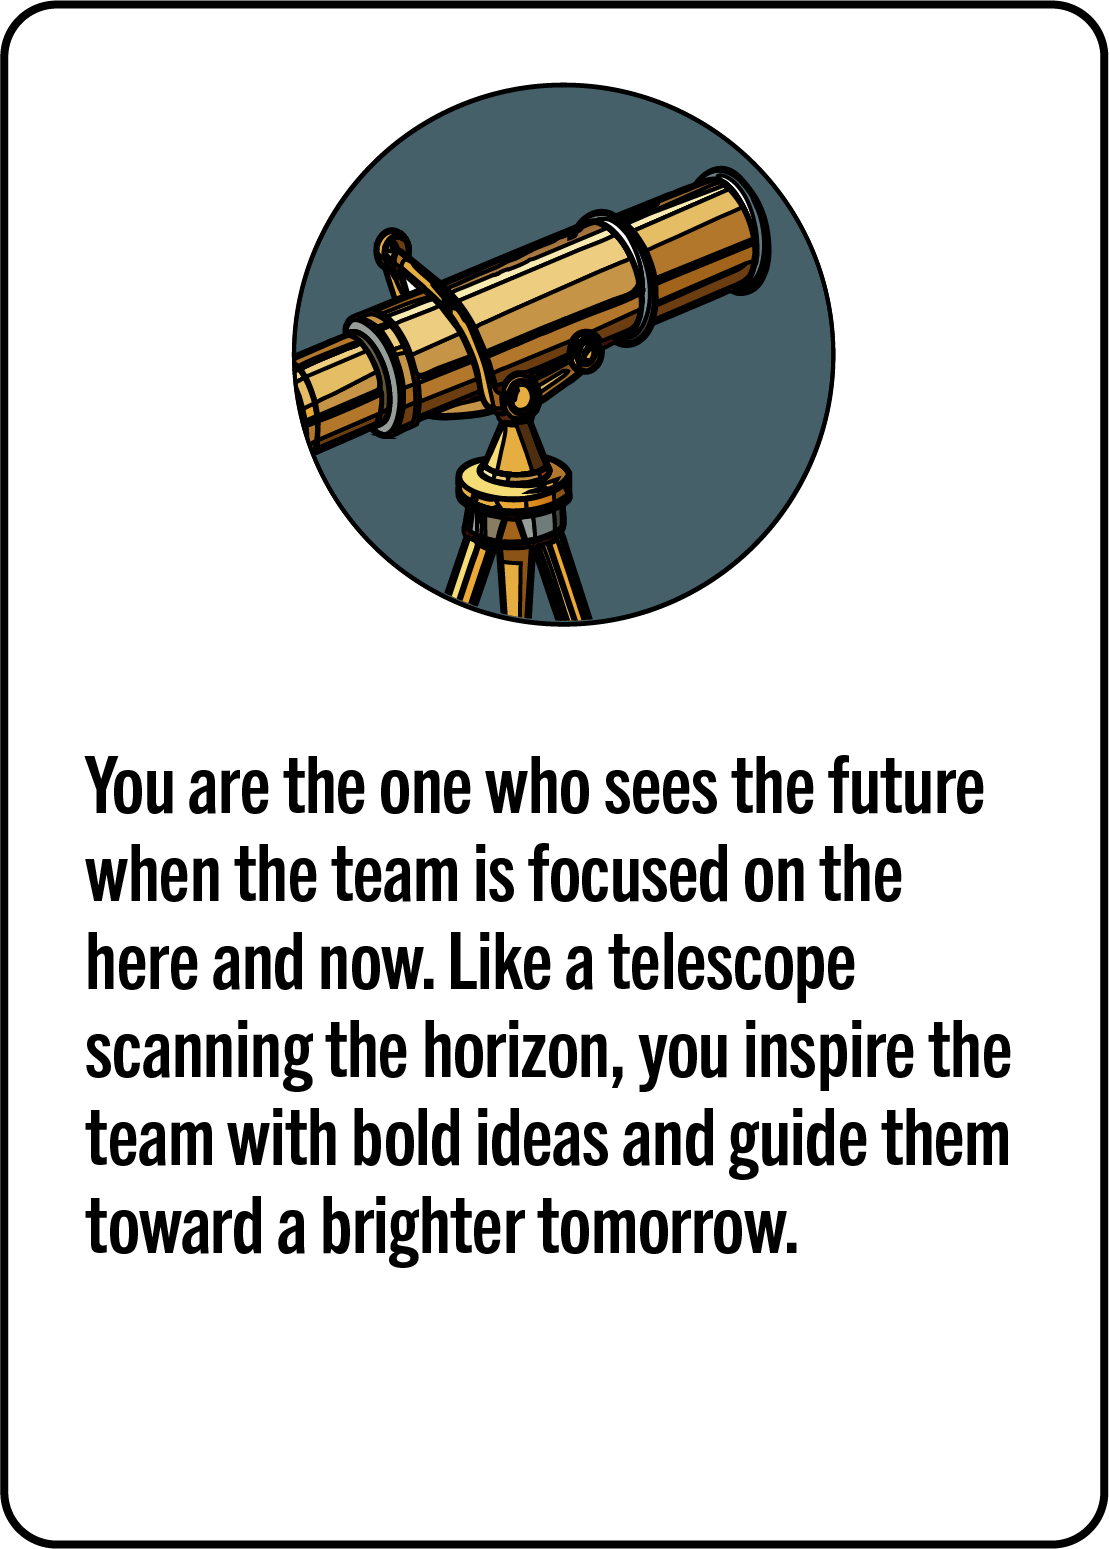 You are the one who sees the future
when the team is focused on the
here and now. Like a telescope
scanning the horizon, you inspire the
team with bold ideas and guide them
toward a brighter tomorrow.